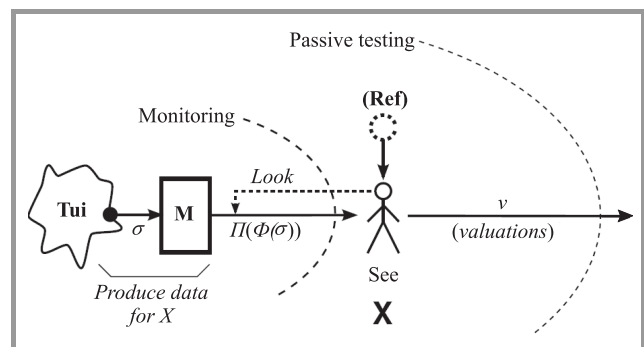 Passive testing
(Ref)
Monitoring
Look
Tui
σ
M
Π(Φ(σ))
v
(valuations)
See
X
Produce data
for X